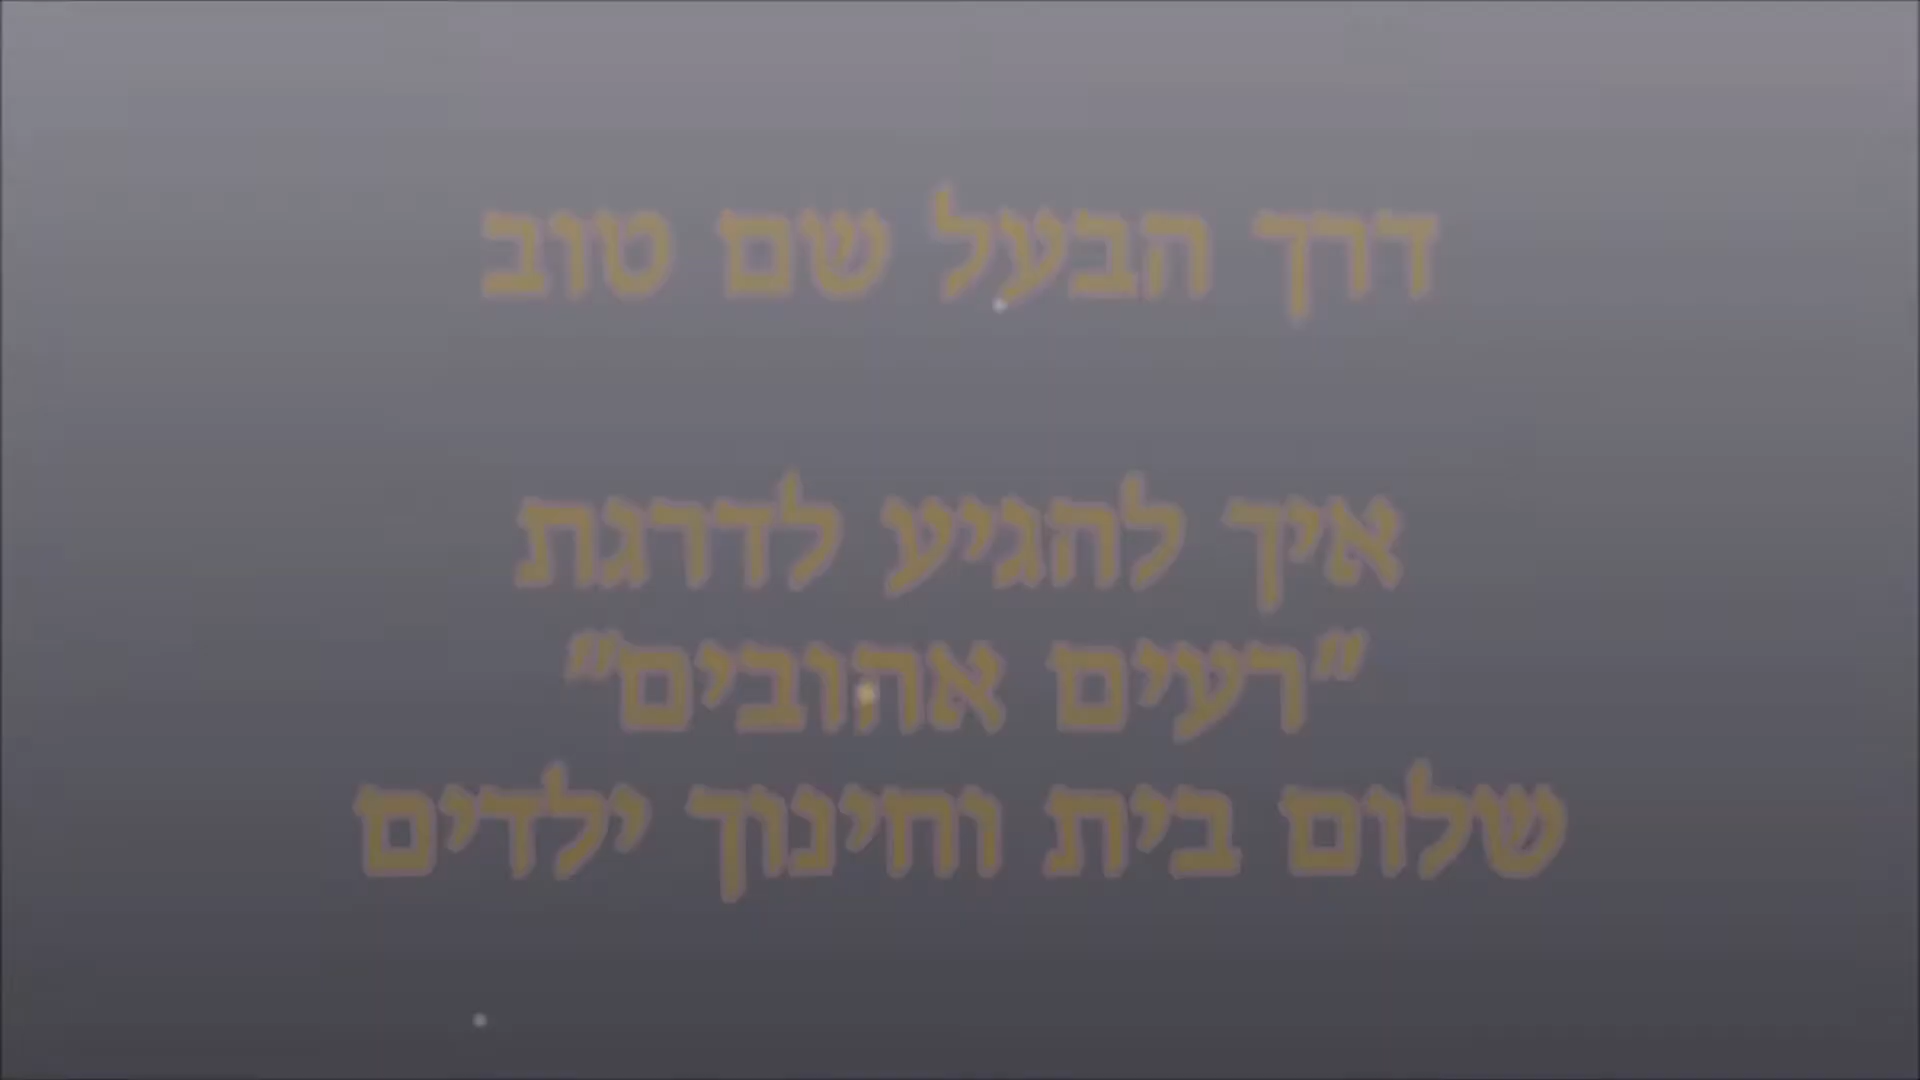 דרך הבעל שם טוב
איך להגיע לדרגת
"רעים אהובים"
שלום בית וחינוך ילדים